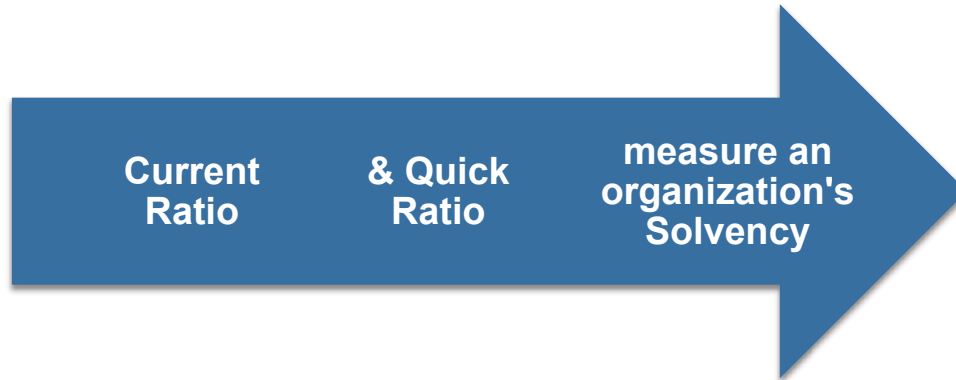 Current
Ratio
& Quick
Ratio
measure an
organization's
Solvency